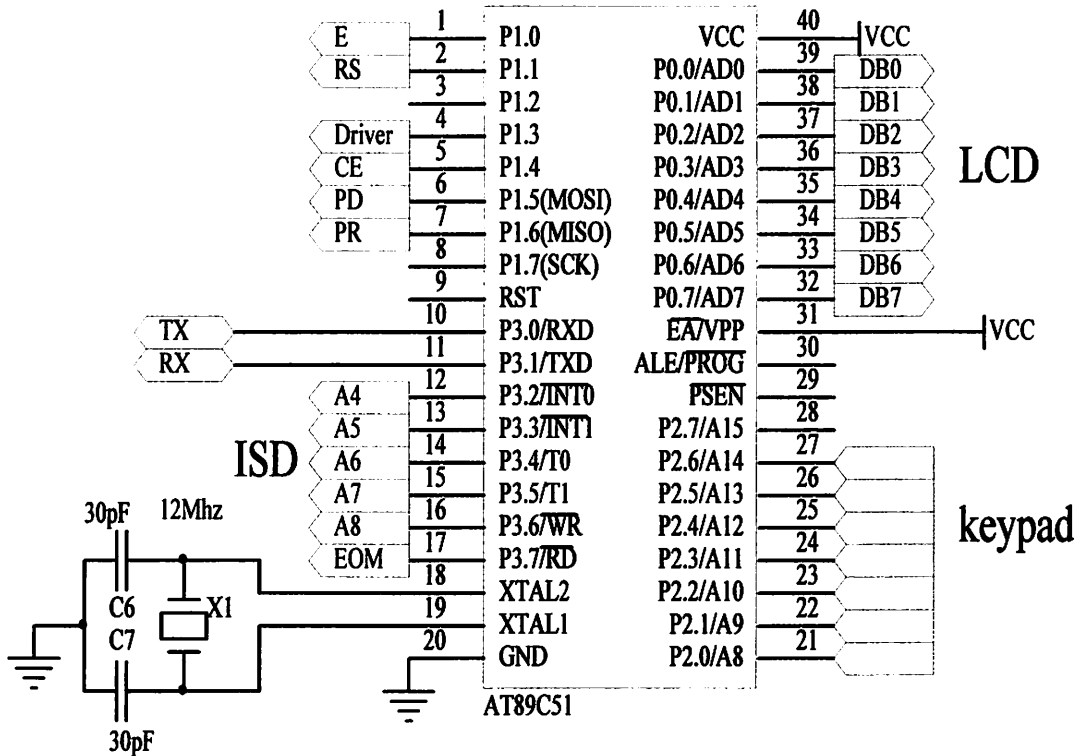 E 1 P1.0 VCC 40 VCC
RS 2 P1.1 P0.0/AD0 39 DB0
3 P1.2 P0.1/AD1 38 DB1
Driver 4 P1.3 P0.2/AD2 37 DB2
CE 5 P1.4 P0.3/AD3 36 DB3
LCD
PD 6 P1.5(MOSI) P0.4/AD4 35 DB4
PR 7 P1.6(MISO) P0.5/AD5 34 DB5
8 P1.7(SCK) P0.6/AD6 33 DB6
9 RST P0.7/AD7 32 DB7
TX 10 P3.0/RXD EA/VPP 31 VCC
RX 11 P3.1/TXD ALE/PROG 30
A4 12 P3.2/INT0 PSEN 29
A5 13 P3.3/INT1 P2.7/A15 28
ISD
A6 14 P3.4/T0 P2.6/A14 27
A7 15 P3.5/T1 P2.5/A13 26
30pF 12Mhz
A8 16 P3.6/WR P2.4/A12 25
keypad
EOM 17 P3.7/RD P2.3/A11 24
18 XTAL2 P2.2/A10 23
C6 X1
19 XTAL1 P2.1/A9 22
C7
20 GND P2.0/A8 21
AT89C51
30pF